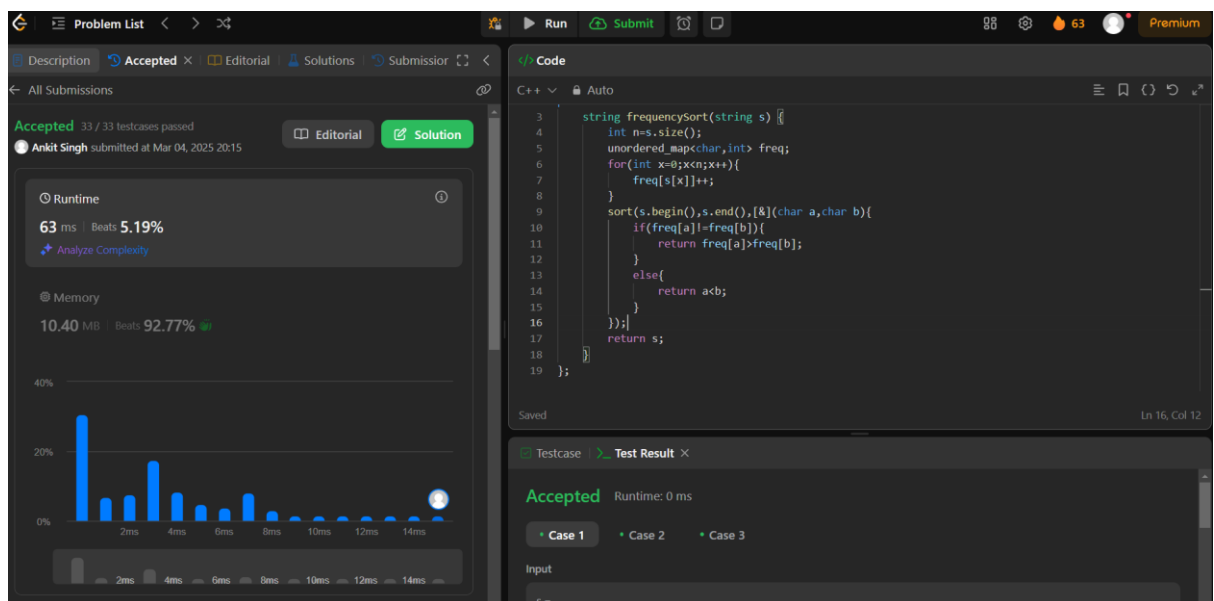 Problem List
Run
Submit
63
Premium
Description
Accepted
Editorial
Solutions
Submission
All Submissions
Accepted 33 / 33 testcases passed
Ankit Singh submitted at Mar 04, 2025 20:15
Editorial
Solution
Runtime
63 ms | Beats 5.19%
Analyze Complexity
Memory
10.40 MB | Beats 92.77%
40%
20%
0%
2ms 4ms 6ms 8ms 10ms 12ms 14ms
2ms 4ms 6ms 8ms 10ms 12ms 14ms
</> Code
C++ Auto
3 string frequencySort(string s) {
4 int n=s.size();
5 unordered_map<char,int> freq;
6 for(int x=0;x<n;x++){
7 freq[s[x]]++;
8 }
9 sort(s.begin(),s.end(),[&](char a,char b){
10 if(freq[a]!=freq[b]){
11 return freq[a]>freq[b];
12 }
13 else{
14 return a<b;
15 }
16 });
17 return s;
18 }
19 };
Saved
Ln 16, Col 12
Testcase
Test Result
Accepted Runtime: 0 ms
Case 1 Case 2 Case 3
Input